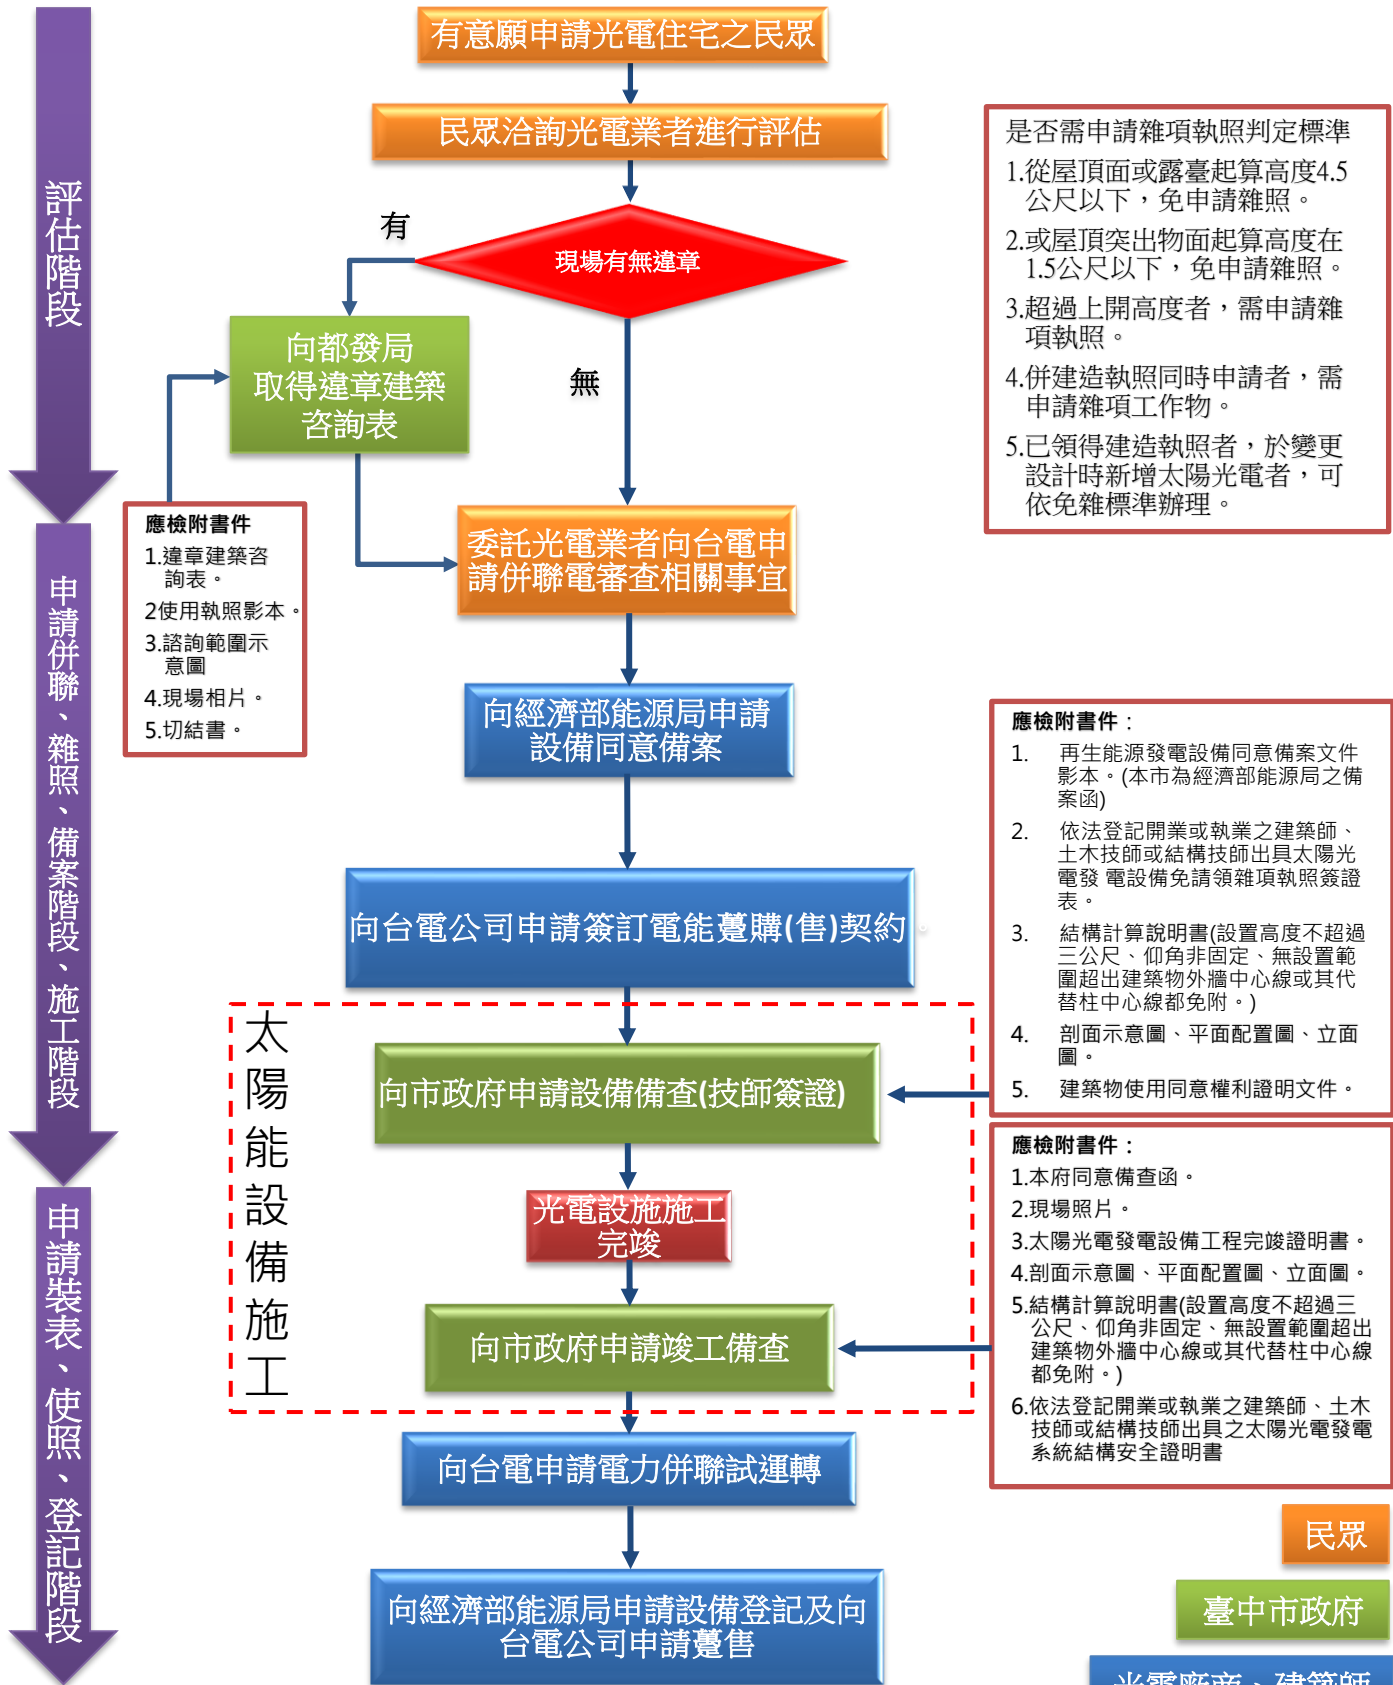 有意願申請光電住宅之民眾
民眾洽詢光電業者進行評估
現場有無違章
有
無
向都發局
取得違章建築
咨詢表
應檢附書件
1.違章建築咨
詢表。
2使用執照影本。
3.諮詢範圍示
意圖
4.現場相片。
5.切結書。
是否需申請雜項執照判定標準
1.從屋頂面或露臺起算高度4.5
公尺以下，免申請雜照。
2.或屋頂突出物面起算高度在
1.5公尺以下，免申請雜照。
3.超過上開高度者，需申請雜
項執照。
4.併建造執照同時申請者，需
申請雜項工作物。
5.已領得建造執照者，於變更
設計時新增太陽光電者，可
依免雜標準辦理。
委託光電業者向台電申
請併聯電審查相關事宜
向經濟部能源局申請
設備同意備案
向台電公司申請簽訂電能躉購(售)契約。
太陽能設備施工
向市政府申請設備備查(技師簽證)
光電設施施工
完竣
向市政府申請竣工備查
向台電申請電力併聯試運轉
向經濟部能源局申請設備登記及向
台電公司申請躉售
應檢附書件：
1. 再生能源發電設備同意備案文件
影本。(本市為經濟部能源局之備
案函)
2. 依法登記開業或執業之建築師、
土木技師或結構技師出具太陽光
電發 電設備免請領雜項執照簽證
表。
3. 結構計算說明書(設置高度不超過
三公尺、仰角非固定、無設置範
圍超出建築物外牆中心線或其代
替柱中心線都免附。)
4. 剖面示意圖、平面配置圖、立面
圖。
5. 建築物使用同意權利證明文件。
應檢附書件：
1.本府同意備查函。
2.現場照片。
3.太陽光電發電設備工程完竣證明書。
4.剖面示意圖、平面配置圖、立面圖。
5.結構計算說明書(設置高度不超過三
公尺、仰角非固定、無設置範圍超出
建築物外牆中心線或其代替柱中心線
都免附。)
6.依法登記開業或執業之建築師、土木
技師或結構技師出具之太陽光電發電
系統結構安全證明書
評估階段
申請併聯、雜照、備案階段、施工階段
申請裝表、使照、登記階段
民眾
臺中市政府
光電廠商、建築師